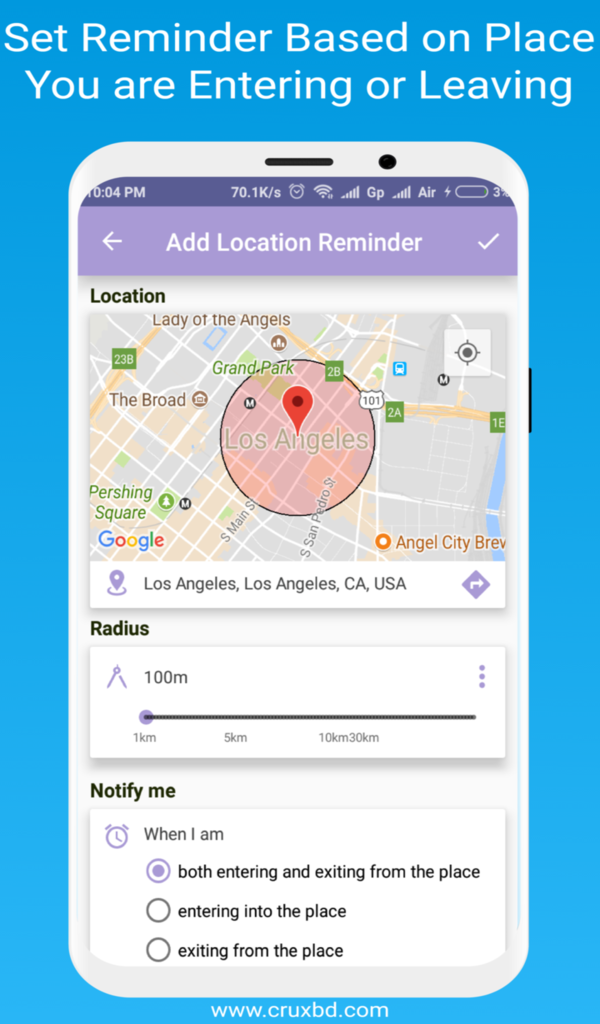 Set Reminder Based on Place
You are Entering or Leaving
10:04 PM 70.1K/s Gp Air 3%
Add Location Reminder
Location
Lady of the Angels
23B
Grand Park
2B
The Broad
M
M
101
2A
1E
Los Angeles
Pershing
Square
M
S Main St
S San Pedro St
Google
Angel City Brew
Los Angeles, Los Angeles, CA, USA
Radius
100m
1km 5km 10km30km
Notify me
When I am
both entering and exiting from the place
entering into the place
exiting from the place
www.cruxbd.com